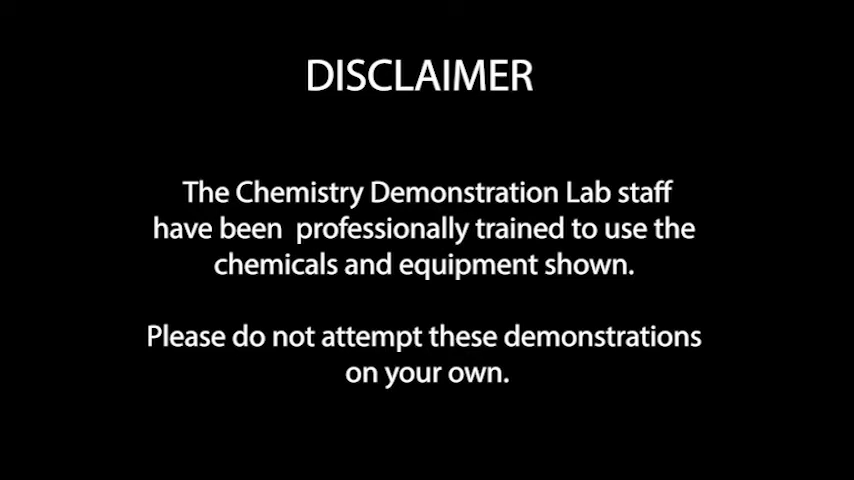 DISCLAIMER
The Chemistry Demonstration Lab staff
have been  professionally trained to use the
chemicals and equipment shown.
Please do not attempt these demonstrations
on your own.